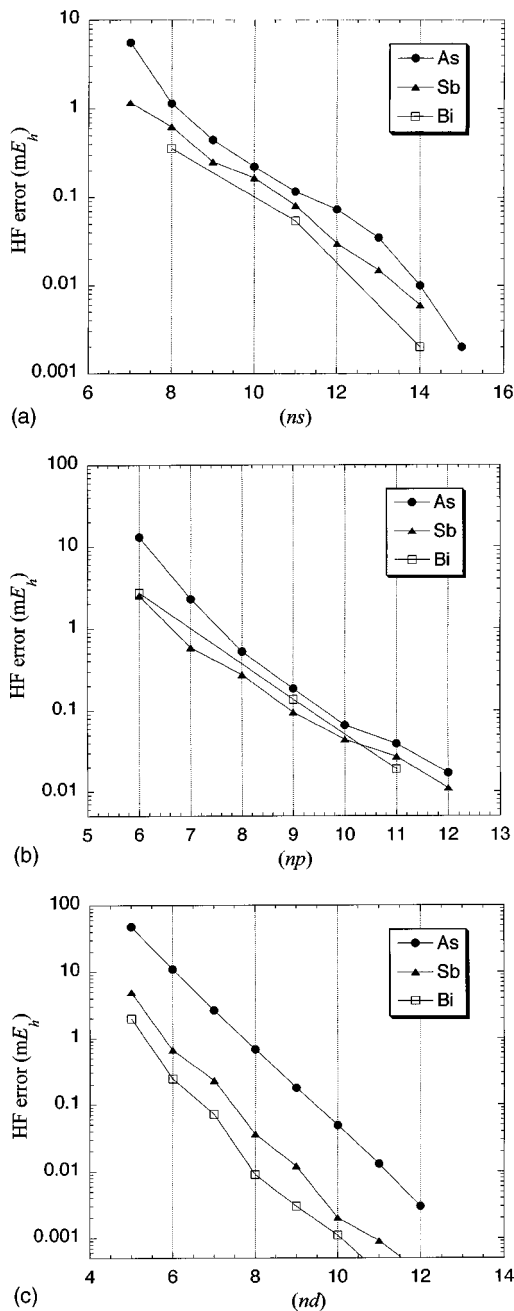 10
1
0.1
0.01
0.001
HF error (mE_h)
As
Sb
Bi
6 8 10 12 14 16
(a)
(ns)
100
10
1
0.1
0.01
HF error (mE_h)
As
Sb
Bi
5 6 7 8 9 10 11 12 13
(b)
(np)
100
10
1
0.1
0.01
0.001
HF error (mE_h)
As
Sb
Bi
4 6 8 10 12 14
(c)
(nd)